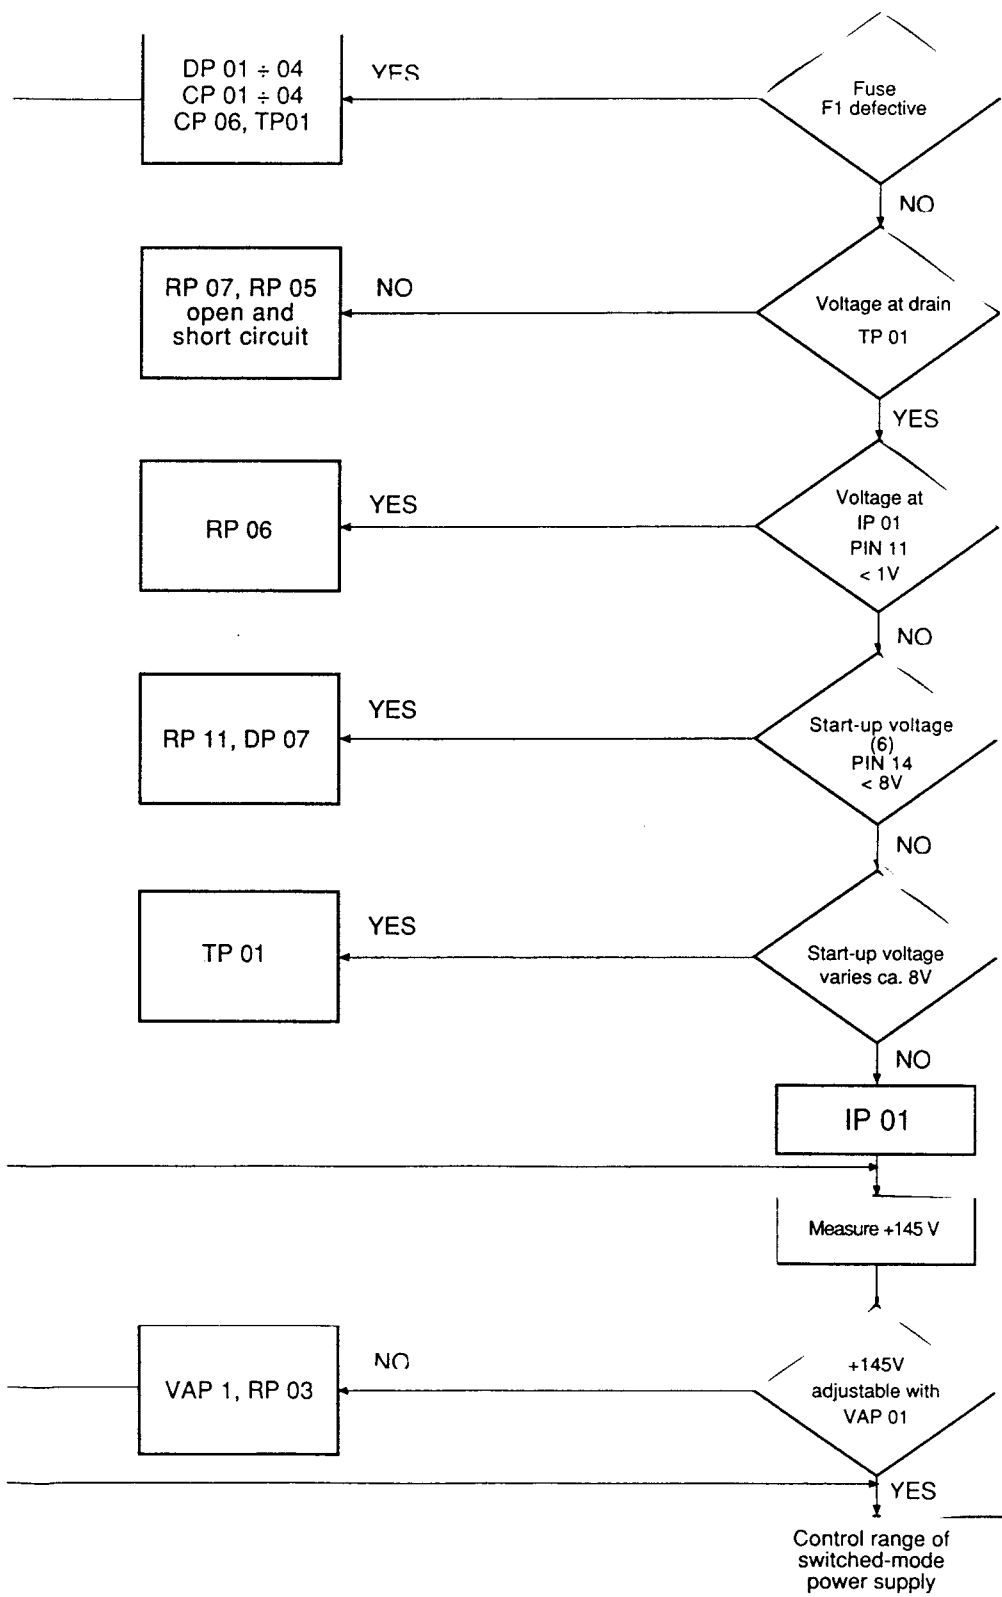 DP 01 ÷ 04
CP 01 ÷ 04
CP 06, TP01
YES
Fuse
F1 defective
NO
RP 07, RP 05
open and
short circuit
NO
Voltage at drain
TP 01
YES
RP 06
YES
Voltage at
IP 01
PIN 11
< 1V
NO
RP 11, DP 07
YES
Start-up voltage
(6)
PIN 14
< 8V
NO
TP 01
YES
Start-up voltage
varies ca. 8V
NO
IP 01
Measure +145 V
VAP 1, RP 03
NO
+145V
adjustable with
VAP 01
YES
Control range of
switched-mode
power supply